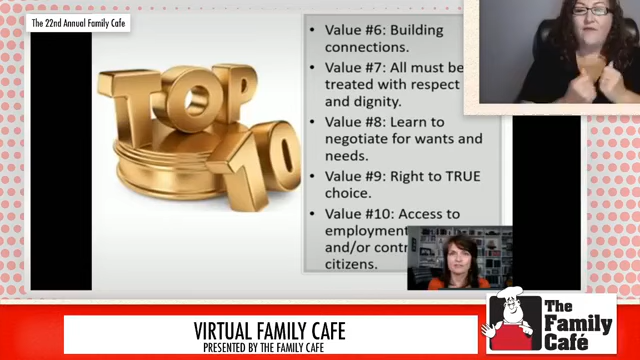 The 22nd Annual Family Cafe
TOP
10
• Value #6: Building
connections.
• Value #7: All must be
treated with respect
and dignity.
• Value #8: Learn to
negotiate for wants and
needs.
• Value #9: Right to TRUE
choice.
• Value #10: Access to
employment
and/or
citizens.
VIRTUAL FAMILY CAFE
PRESENTED BY THE FAMILY CAFE
The
Family
Café